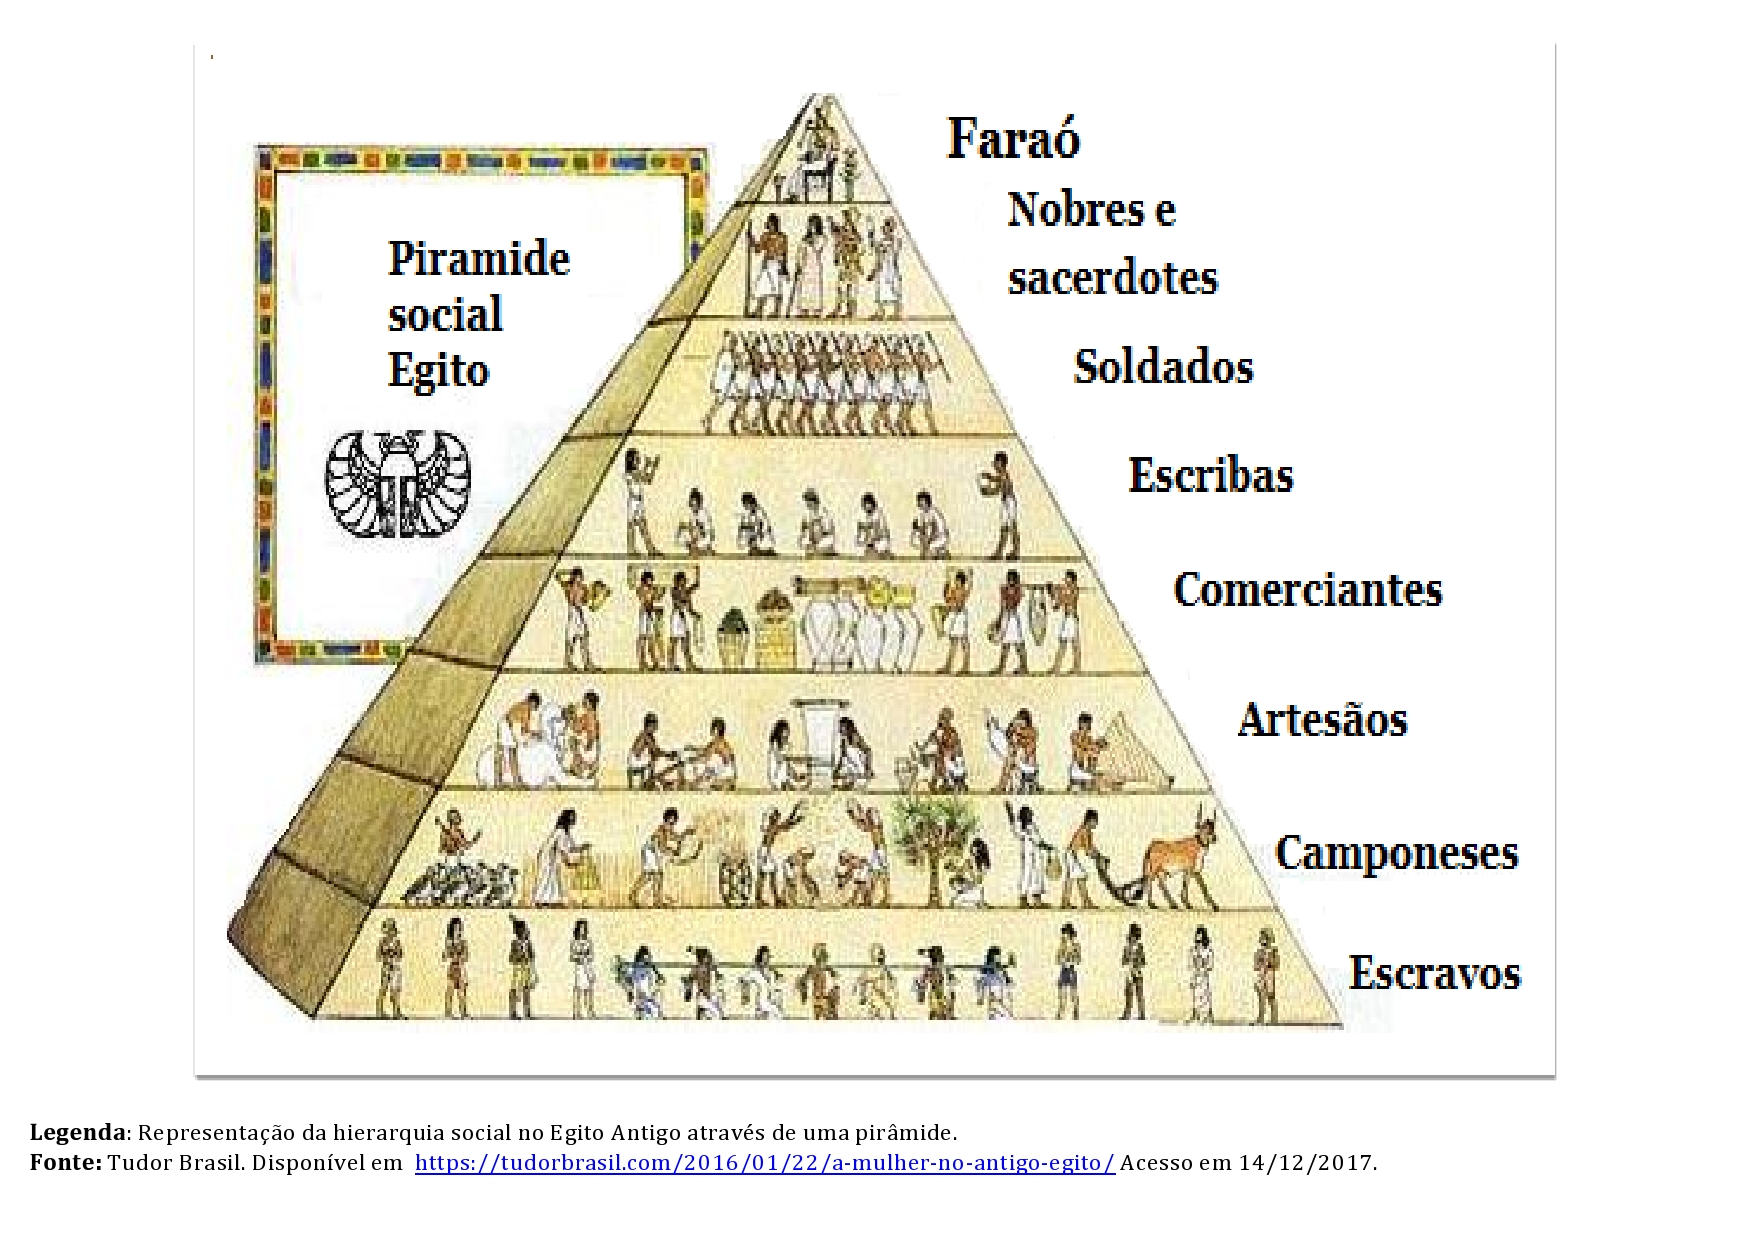 Piramide
social
Egito
Faraó
Nobres e
sacerdotes
Soldados
Escribas
Comerciantes
Artesãos
Camponeses
Escravos
Legenda: Representação da hierarquia social no Egito Antigo através de uma pirâmide.
Fonte: Tudor Brasil. Disponível em https://tudorbrasil.com/2016/01/22/a-mulher-no-antigo-egito/ Acesso em 14/12/2017.